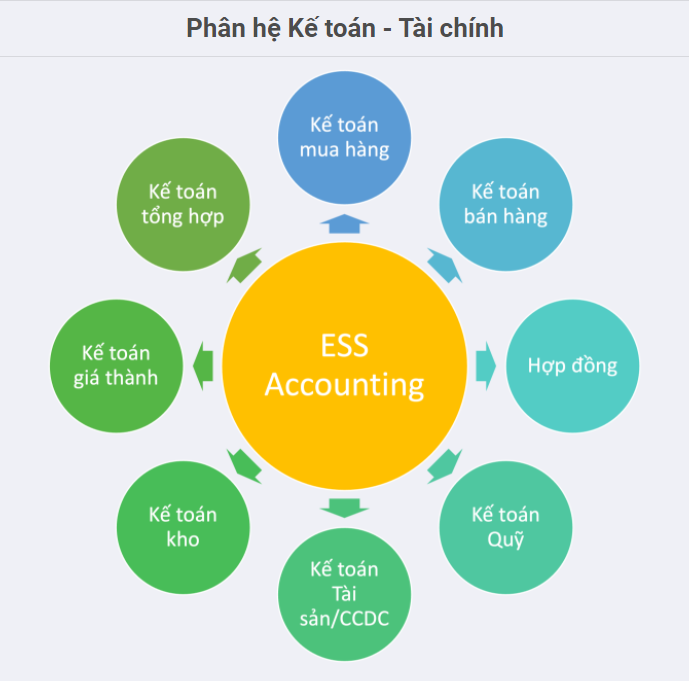 Phân hệ Kế toán - Tài chính
Kế toán
mua hàng
Kế toán
bán hàng
Hợp đồng
Kế toán
Quỹ
Kế toán
Tài
sản/CCDC
Kế toán
kho
Kế toán
giá thành
Kế toán
tổng hợp
ESS
Accounting